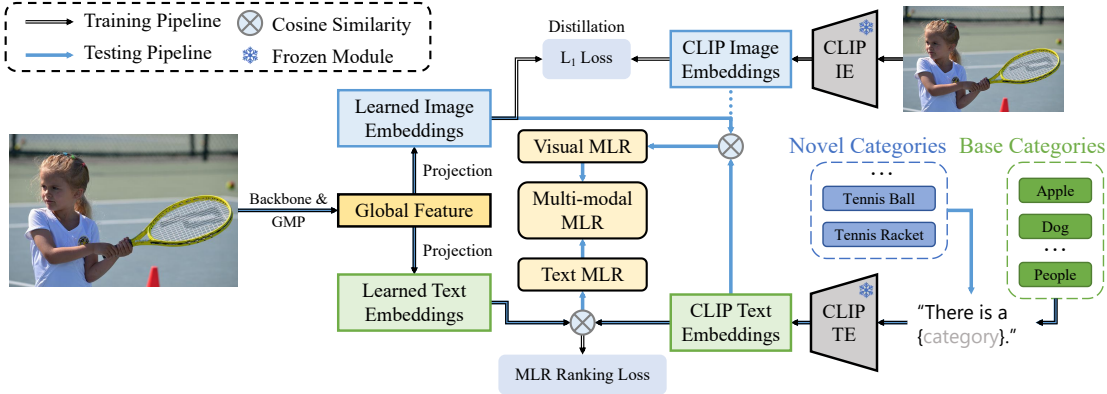 Training Pipeline
Cosine Similarity
Testing Pipeline
Frozen Module
Distillation
L₁ Loss
CLIP Image
Embeddings
CLIP
IE
Learned Image
Embeddings
Visual MLR
Novel Categories
Base Categories
...
Tennis Ball
Tennis Racket
Apple
Dog
...
People
Projection
Multi-modal
MLR
Backbone &
GMP
Global Feature
Projection
Text MLR
Learned Text
Embeddings
CLIP Text
Embeddings
CLIP
TE
“There is a
{category}.”
MLR Ranking Loss